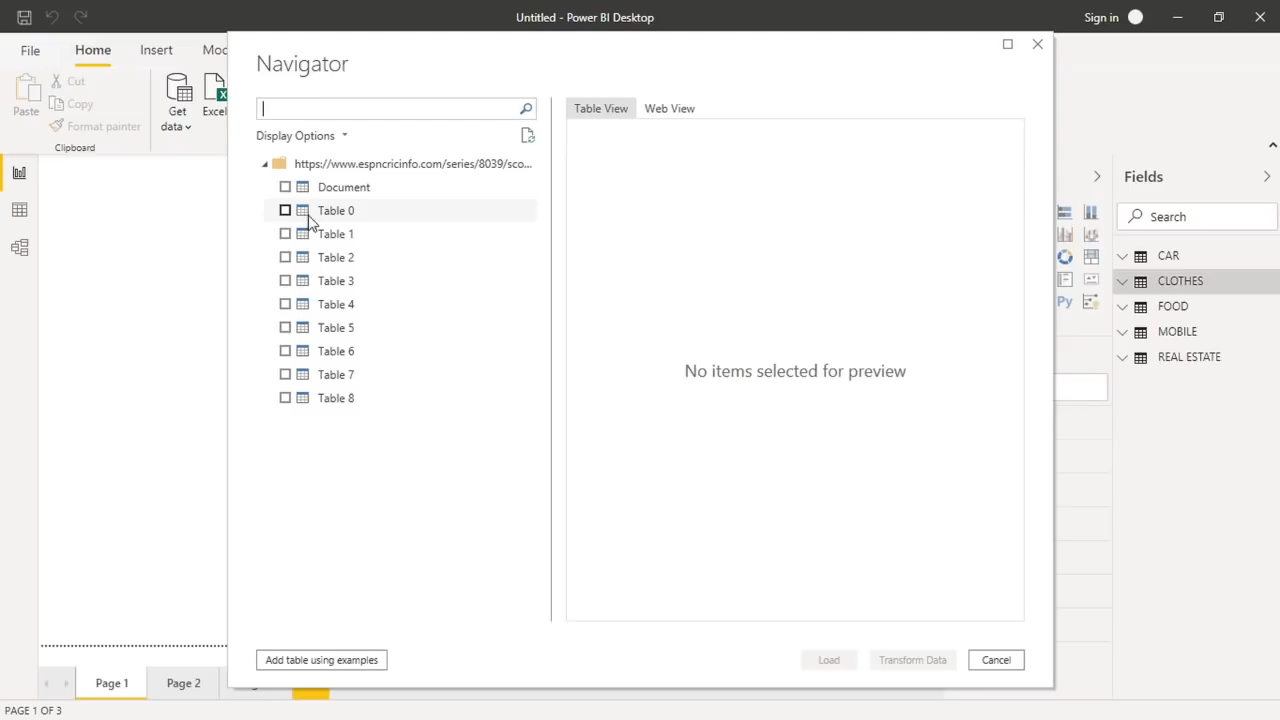 Untitled - Power BI Desktop
Sign in
File
Home
Insert
Mod
Paste
Cut
Copy
Format painter
Get
data
Excel
Clipboard
Navigator
Display Options
https://www.espncricinfo.com/series/8039/sco...
Document
Table 0
Table 1
Table 2
Table 3
Table 4
Table 5
Table 6
Table 7
Table 8
Table View
Web View
No items selected for preview
Add table using examples
Load
Transform Data
Cancel
Fields
Search
CAR
CLOTHES
FOOD
MOBILE
REAL ESTATE
Py
Page 1
Page 2
PAGE 1 OF 3